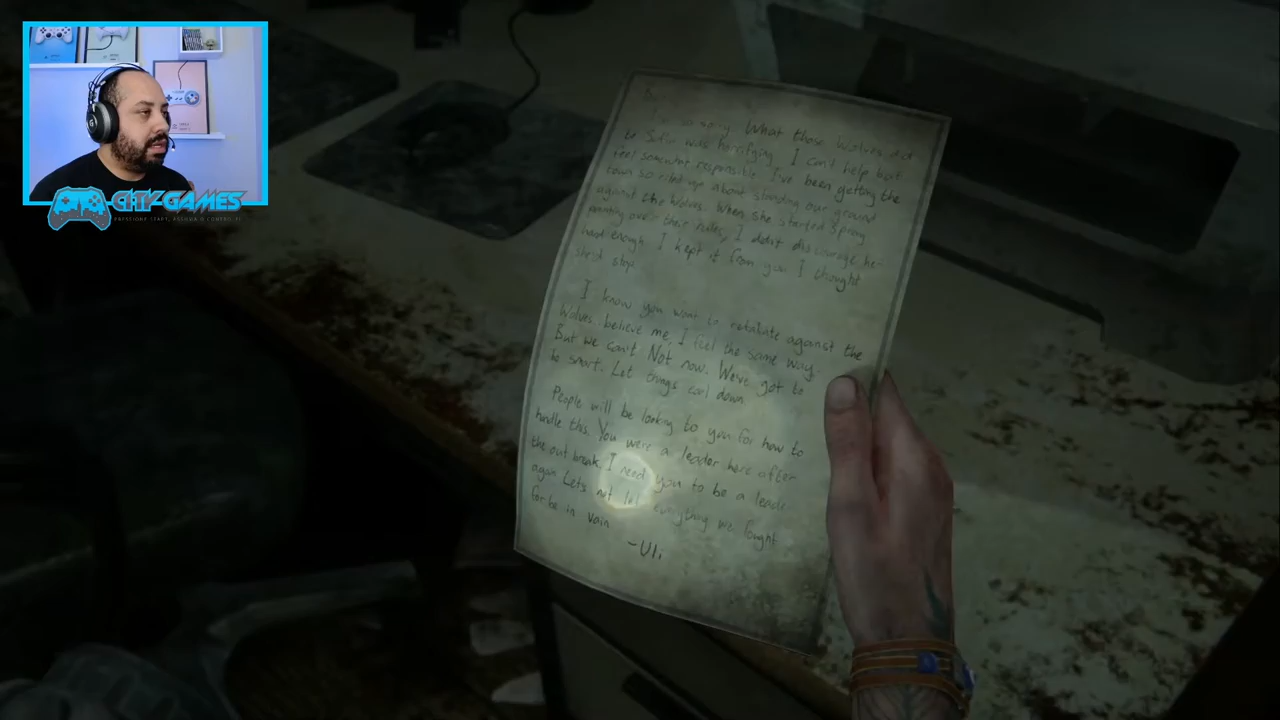 CITY-GAMES
so sorry. What those Wolves did
to Sofia was horrifying. I can't help but
feel somewhat responsible. I've been getting the
town so riled up about standing our ground
against the Wolves. When she started spray
painting over their rules, I didn't discourage her
hard enough. I kept it from you. I thought
she'd stop.
I know you want to retaliate against the
Wolves. believe me, I feel the same way.
But we can't. Not now. We've got to
be smart. Let things cool down.
People will be looking to you for how to
handle this. You were a leader here after
the outbreak. I need you to be a leader
again. Let's not let everything we fought
for be in vain.
-Uli